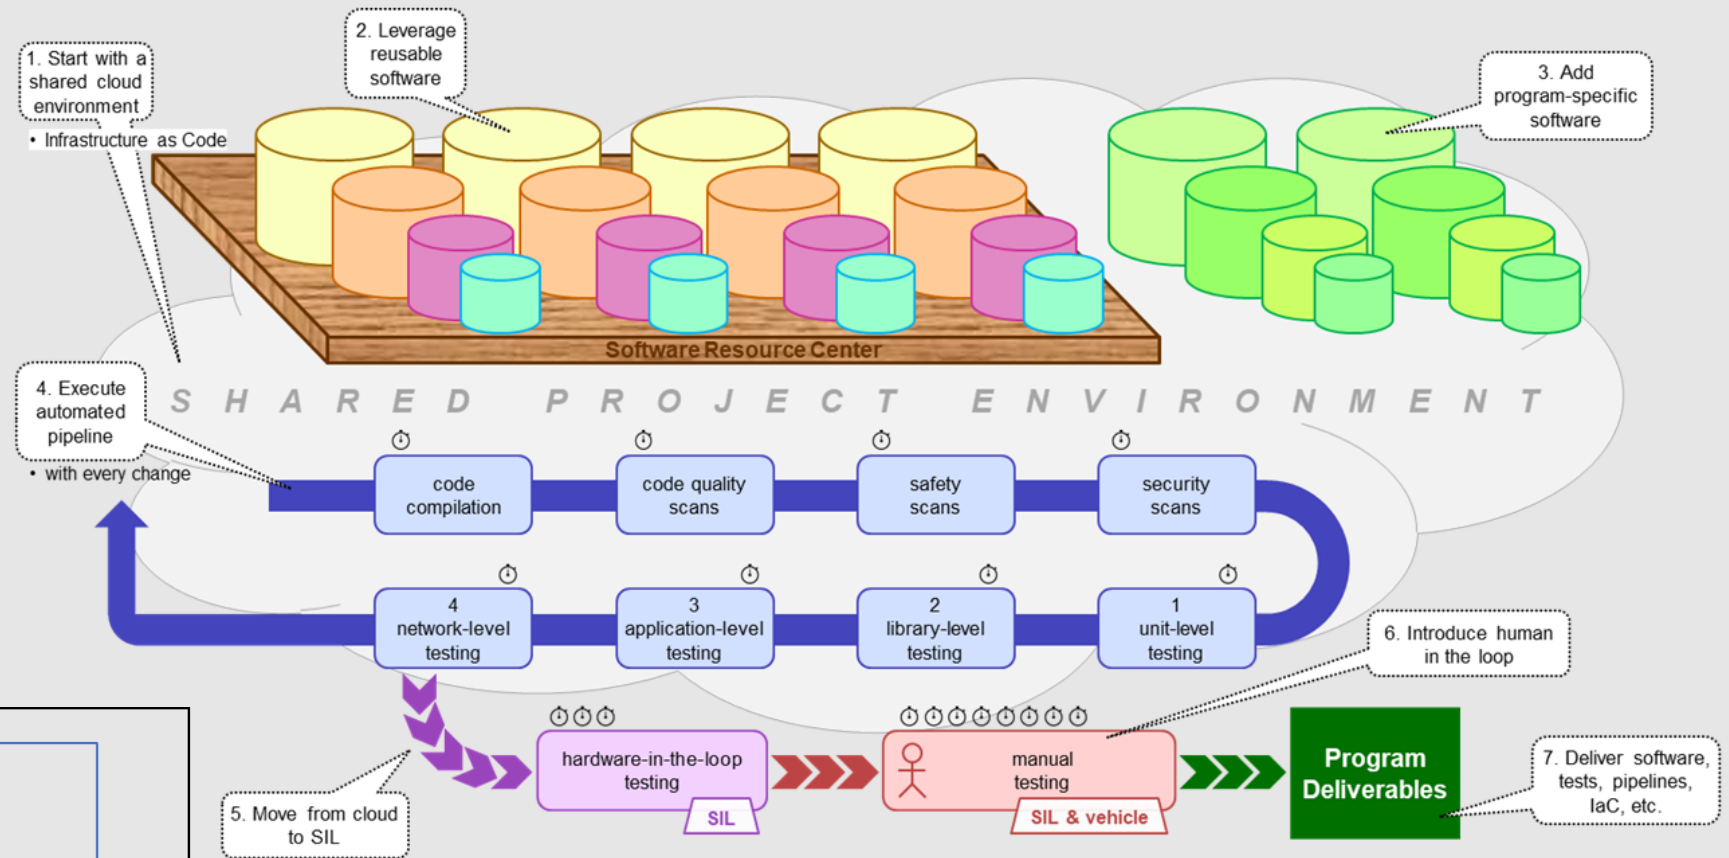 1. Start with a
shared cloud
environment
• Infrastructure as Code
2. Leverage
reusable
software
3. Add
program-specific
software
Software Resource Center
SHARED PROJECT ENVIRONMENT
4. Execute
automated
pipeline
• with every change
code
compilation
code quality
scans
safety
scans
security
scans
4
network-level
testing
3
application-level
testing
2
library-level
testing
1
unit-level
testing
5. Move from cloud
to SIL
hardware-in-the-loop
testing
SIL
manual
testing
SIL & vehicle
6. Introduce human
in the loop
Program
Deliverables
7. Deliver software,
tests, pipelines,
IaC, etc.